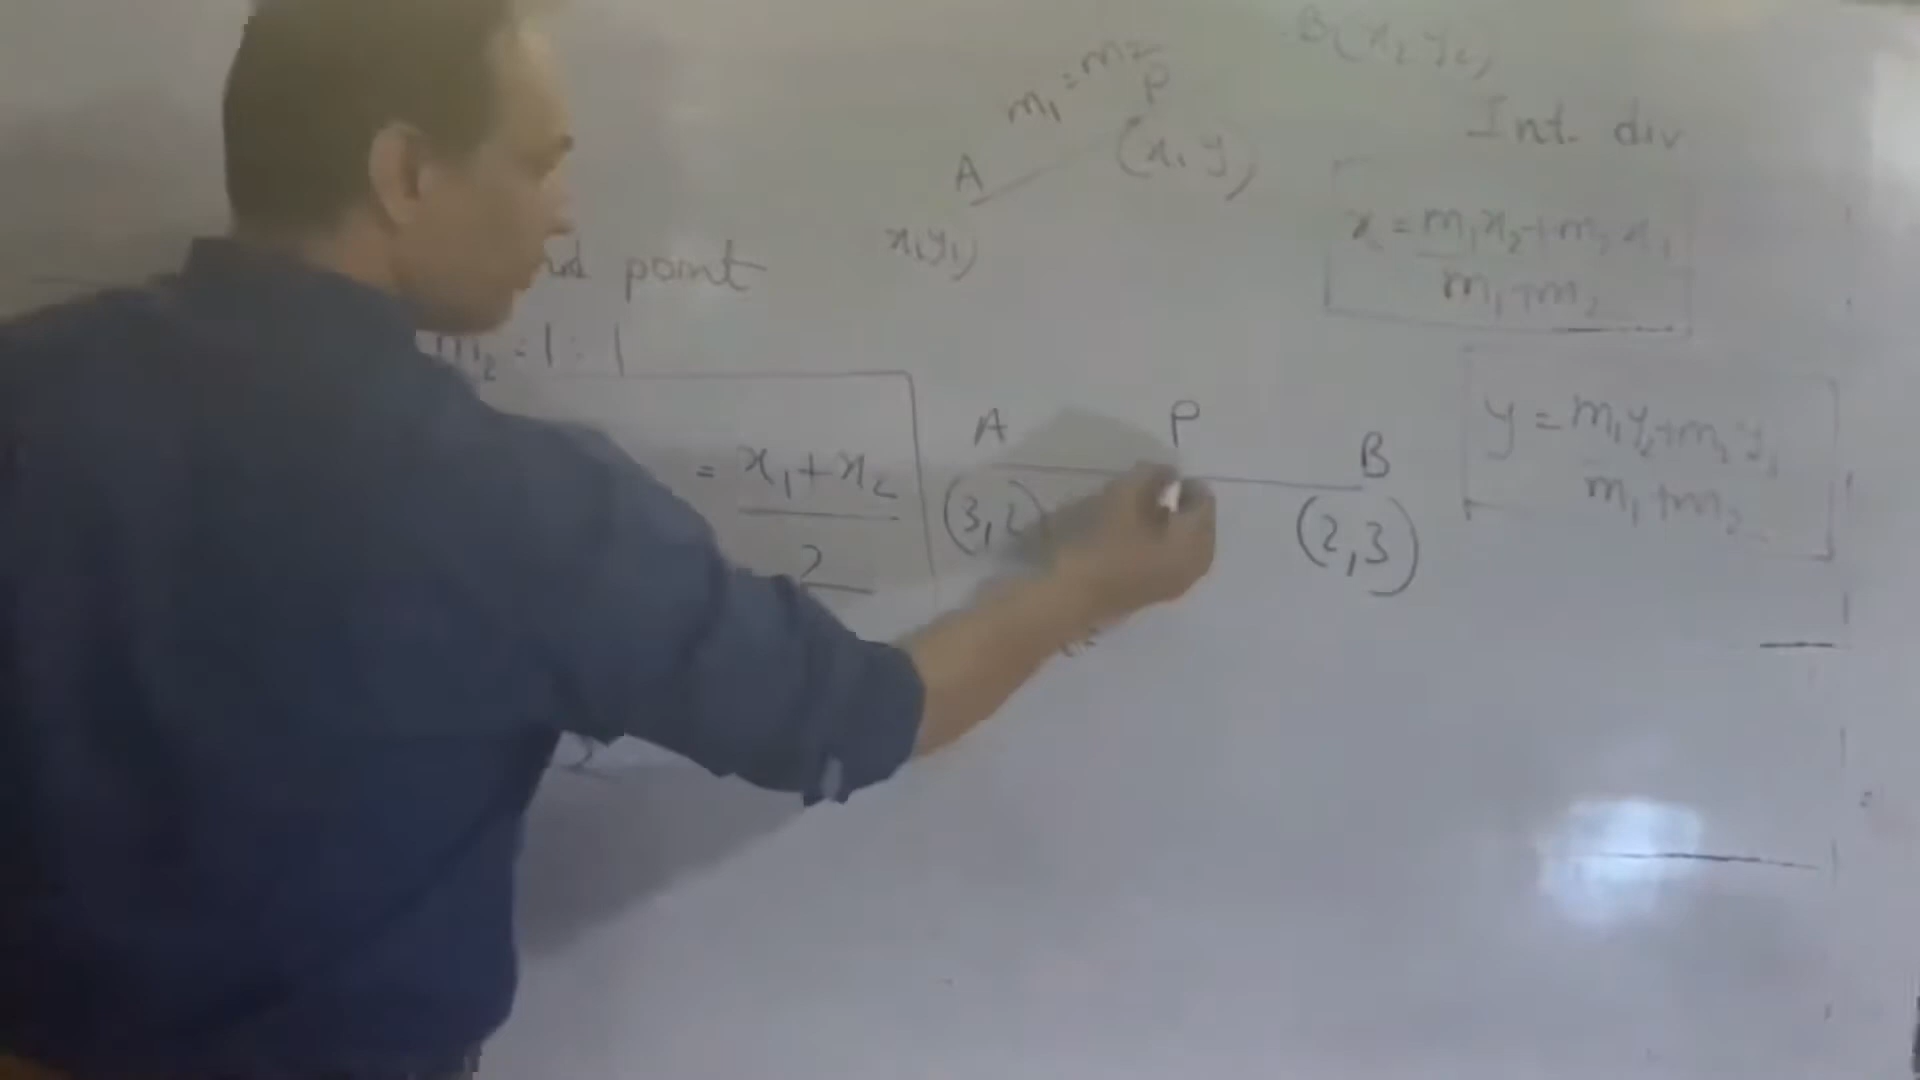 B(x₂ y₂)
m₁ = m₂
P
(x, y)
A
x₁y₁)
Int. div
x = m₁x₂+m₂x₁
m₁+m₂
point
= 1 : 1
= x₁+x₂
2
A
P
B
(3,2)
(2,3)
y = m₁y₂+m₂y₁
m₁+m₂